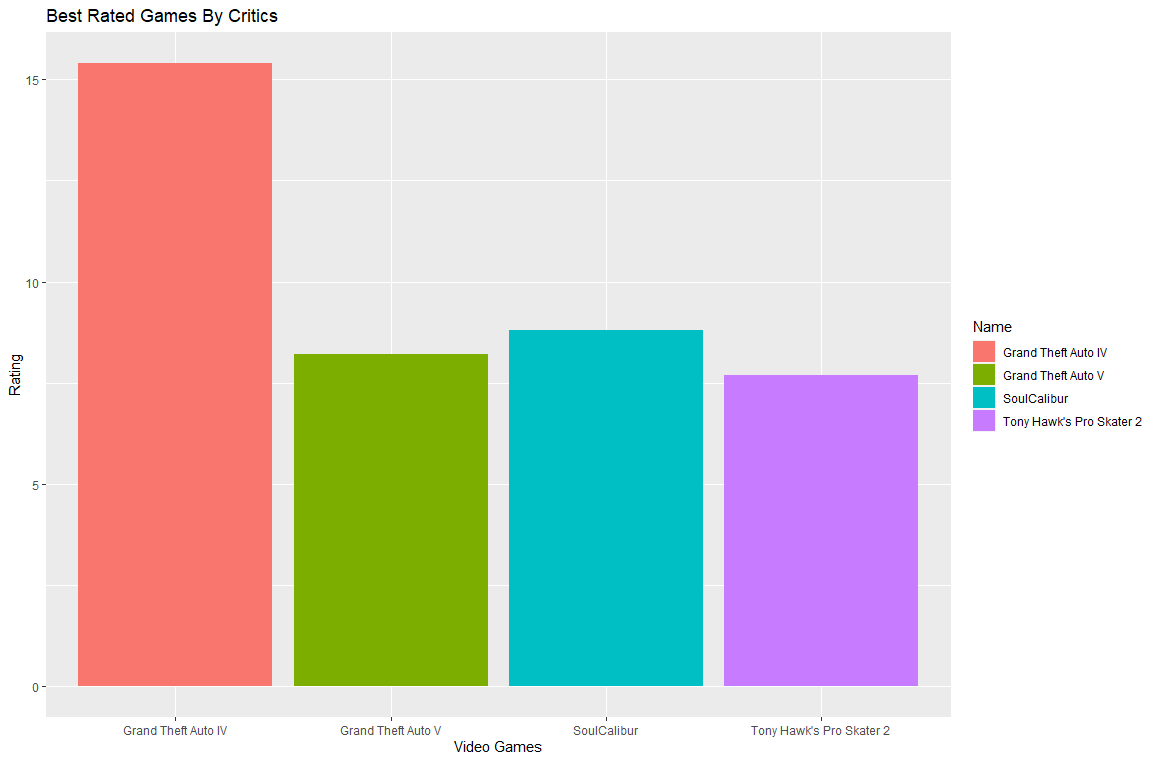 Best Rated Games By Critics
15
10
5
0
Rating
Grand Theft Auto IV
Grand Theft Auto V
SoulCalibur
Tony Hawk's Pro Skater 2
Video Games
Name
Grand Theft Auto IV
Grand Theft Auto V
SoulCalibur
Tony Hawk's Pro Skater 2